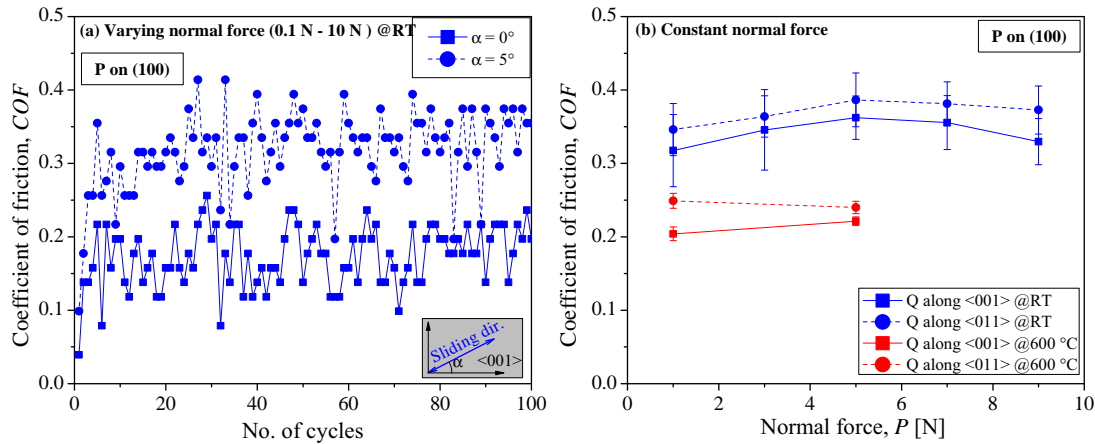 (a) Varying normal force (0.1 N - 10 N ) @RT
α = 0°
α = 5°
P on (100)
Coefficient of friction, COF
0.5
0.4
0.3
0.2
0.1
0.0
Sliding dir.
α
<001>
0
20
40
60
80
100
No. of cycles
(b) Constant normal force
P on (100)
Coefficient of friction, COF
0.5
0.4
0.3
0.2
0.1
0.0
Q along <001> @RT
Q along <011> @RT
Q along <001> @600 °C
Q along <011> @600 °C
0
2
4
6
8
10
Normal force, P [N]